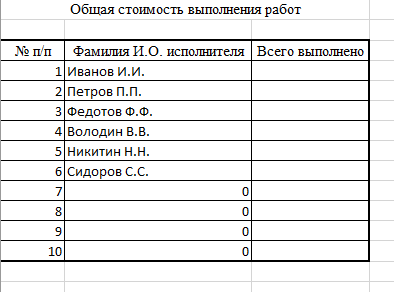 Общая стоимость выполнения работ
№ п/п Фамилия И.О. исполнителя Всего выполнено
1 Иванов И.И.
2 Петров П.П.
3 Федотов Ф.Ф.
4 Володин В.В.
5 Никитин Н.Н.
6 Сидоров С.С.
7 0
8 0
9 0
10 0